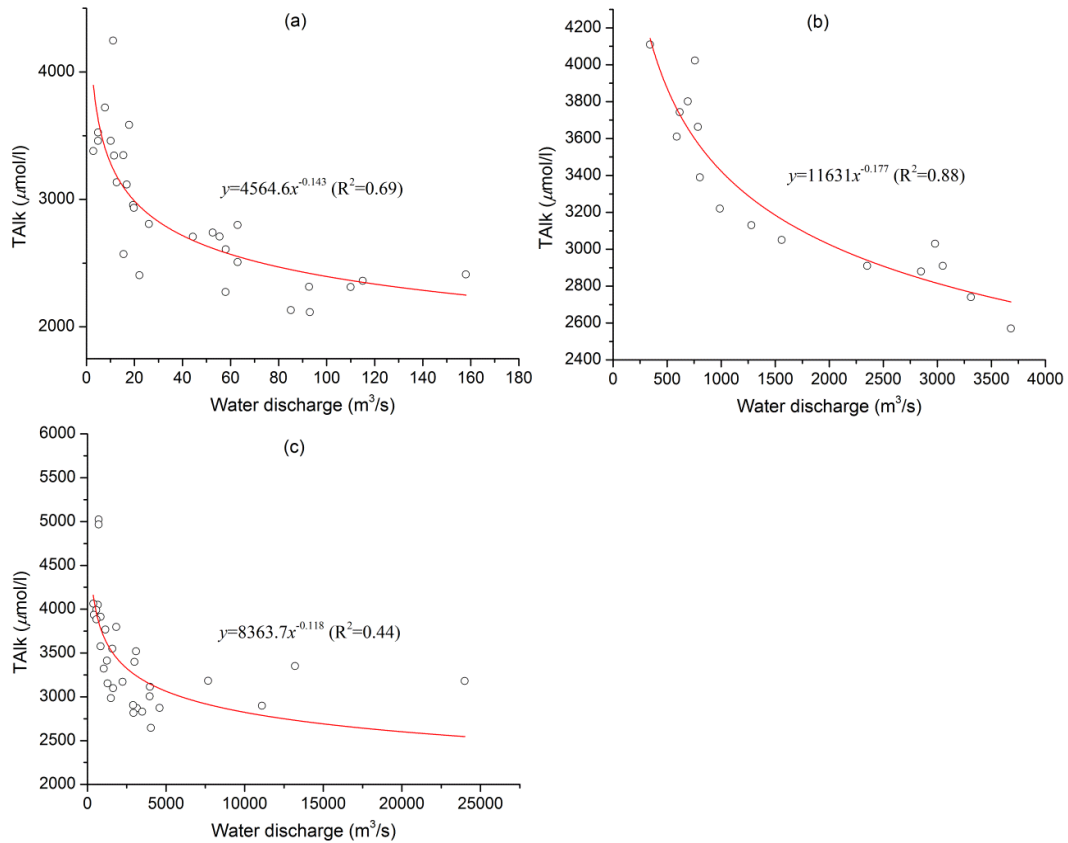 (a)
4000
3000
2000
TAlk (μmol/l)
y=4564.6x^-0.143 (R²=0.69)
0 20 40 60 80 100 120 140 160 180
Water discharge (m³/s)
(b)
4200
4000
3800
3600
3400
3200
3000
2800
2600
2400
TAlk (μmol/l)
y=11631x^-0.177 (R²=0.88)
0 500 1000 1500 2000 2500 3000 3500 4000
Water discharge (m³/s)
(c)
6000
5500
5000
4500
4000
3500
3000
2500
2000
TAlk (μmol/l)
y=8363.7x^-0.118 (R²=0.44)
0 5000 10000 15000 20000 25000
Water discharge (m³/s)